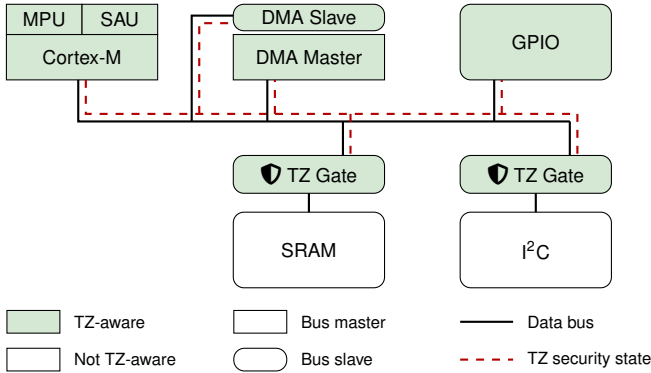 MPU SAU
Cortex-M
DMA Slave
DMA Master
GPIO
TZ Gate
TZ Gate
SRAM
I²C
TZ-aware
Bus master
Data bus
Not TZ-aware
Bus slave
TZ security state